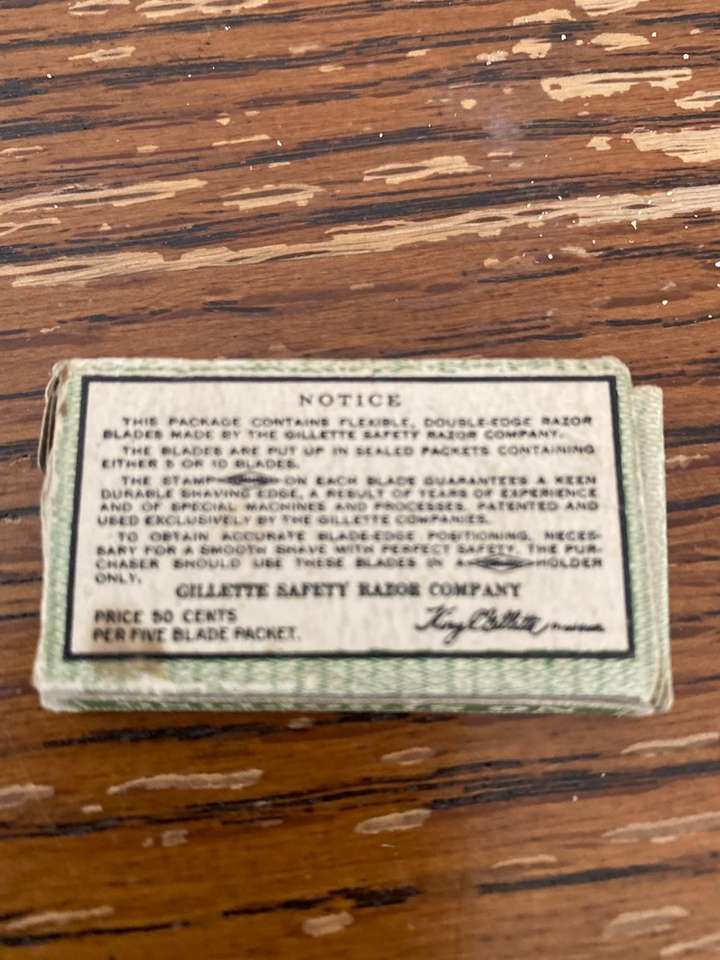 NOTICE
THIS PACKAGE CONTAINS FLEXIBLE, DOUBLE-EDGE RAZOR
BLADES MADE BY THE GILLETTE SAFETY RAZOR COMPANY.
THE BLADES ARE PUT UP IN SEALED PACKETS CONTAINING
EITHER 5 OR 10 BLADES.
THE STAMP ON EACH BLADE GUARANTEES A KEEN
DURABLE SHAVING EDGE, A RESULT OF YEARS OF EXPERIENCE
AND OF SPECIAL MACHINES AND PROCESSES, PATENTED AND
USED EXCLUSIVELY BY THE GILLETTE COMPANIES.
TO OBTAIN ACCURATE BLADE-EDGE POSITIONING, NECES-
SARY FOR A SMOOTH SHAVE WITH PERFECT SAFETY, THE PUR-
CHASER SHOULD USE THESE BLADES IN A HOLDER
ONLY.
GILLETTE SAFETY RAZOR COMPANY
PRICE 50 CENTS
PER FIVE BLADE PACKET.
King C Gillette